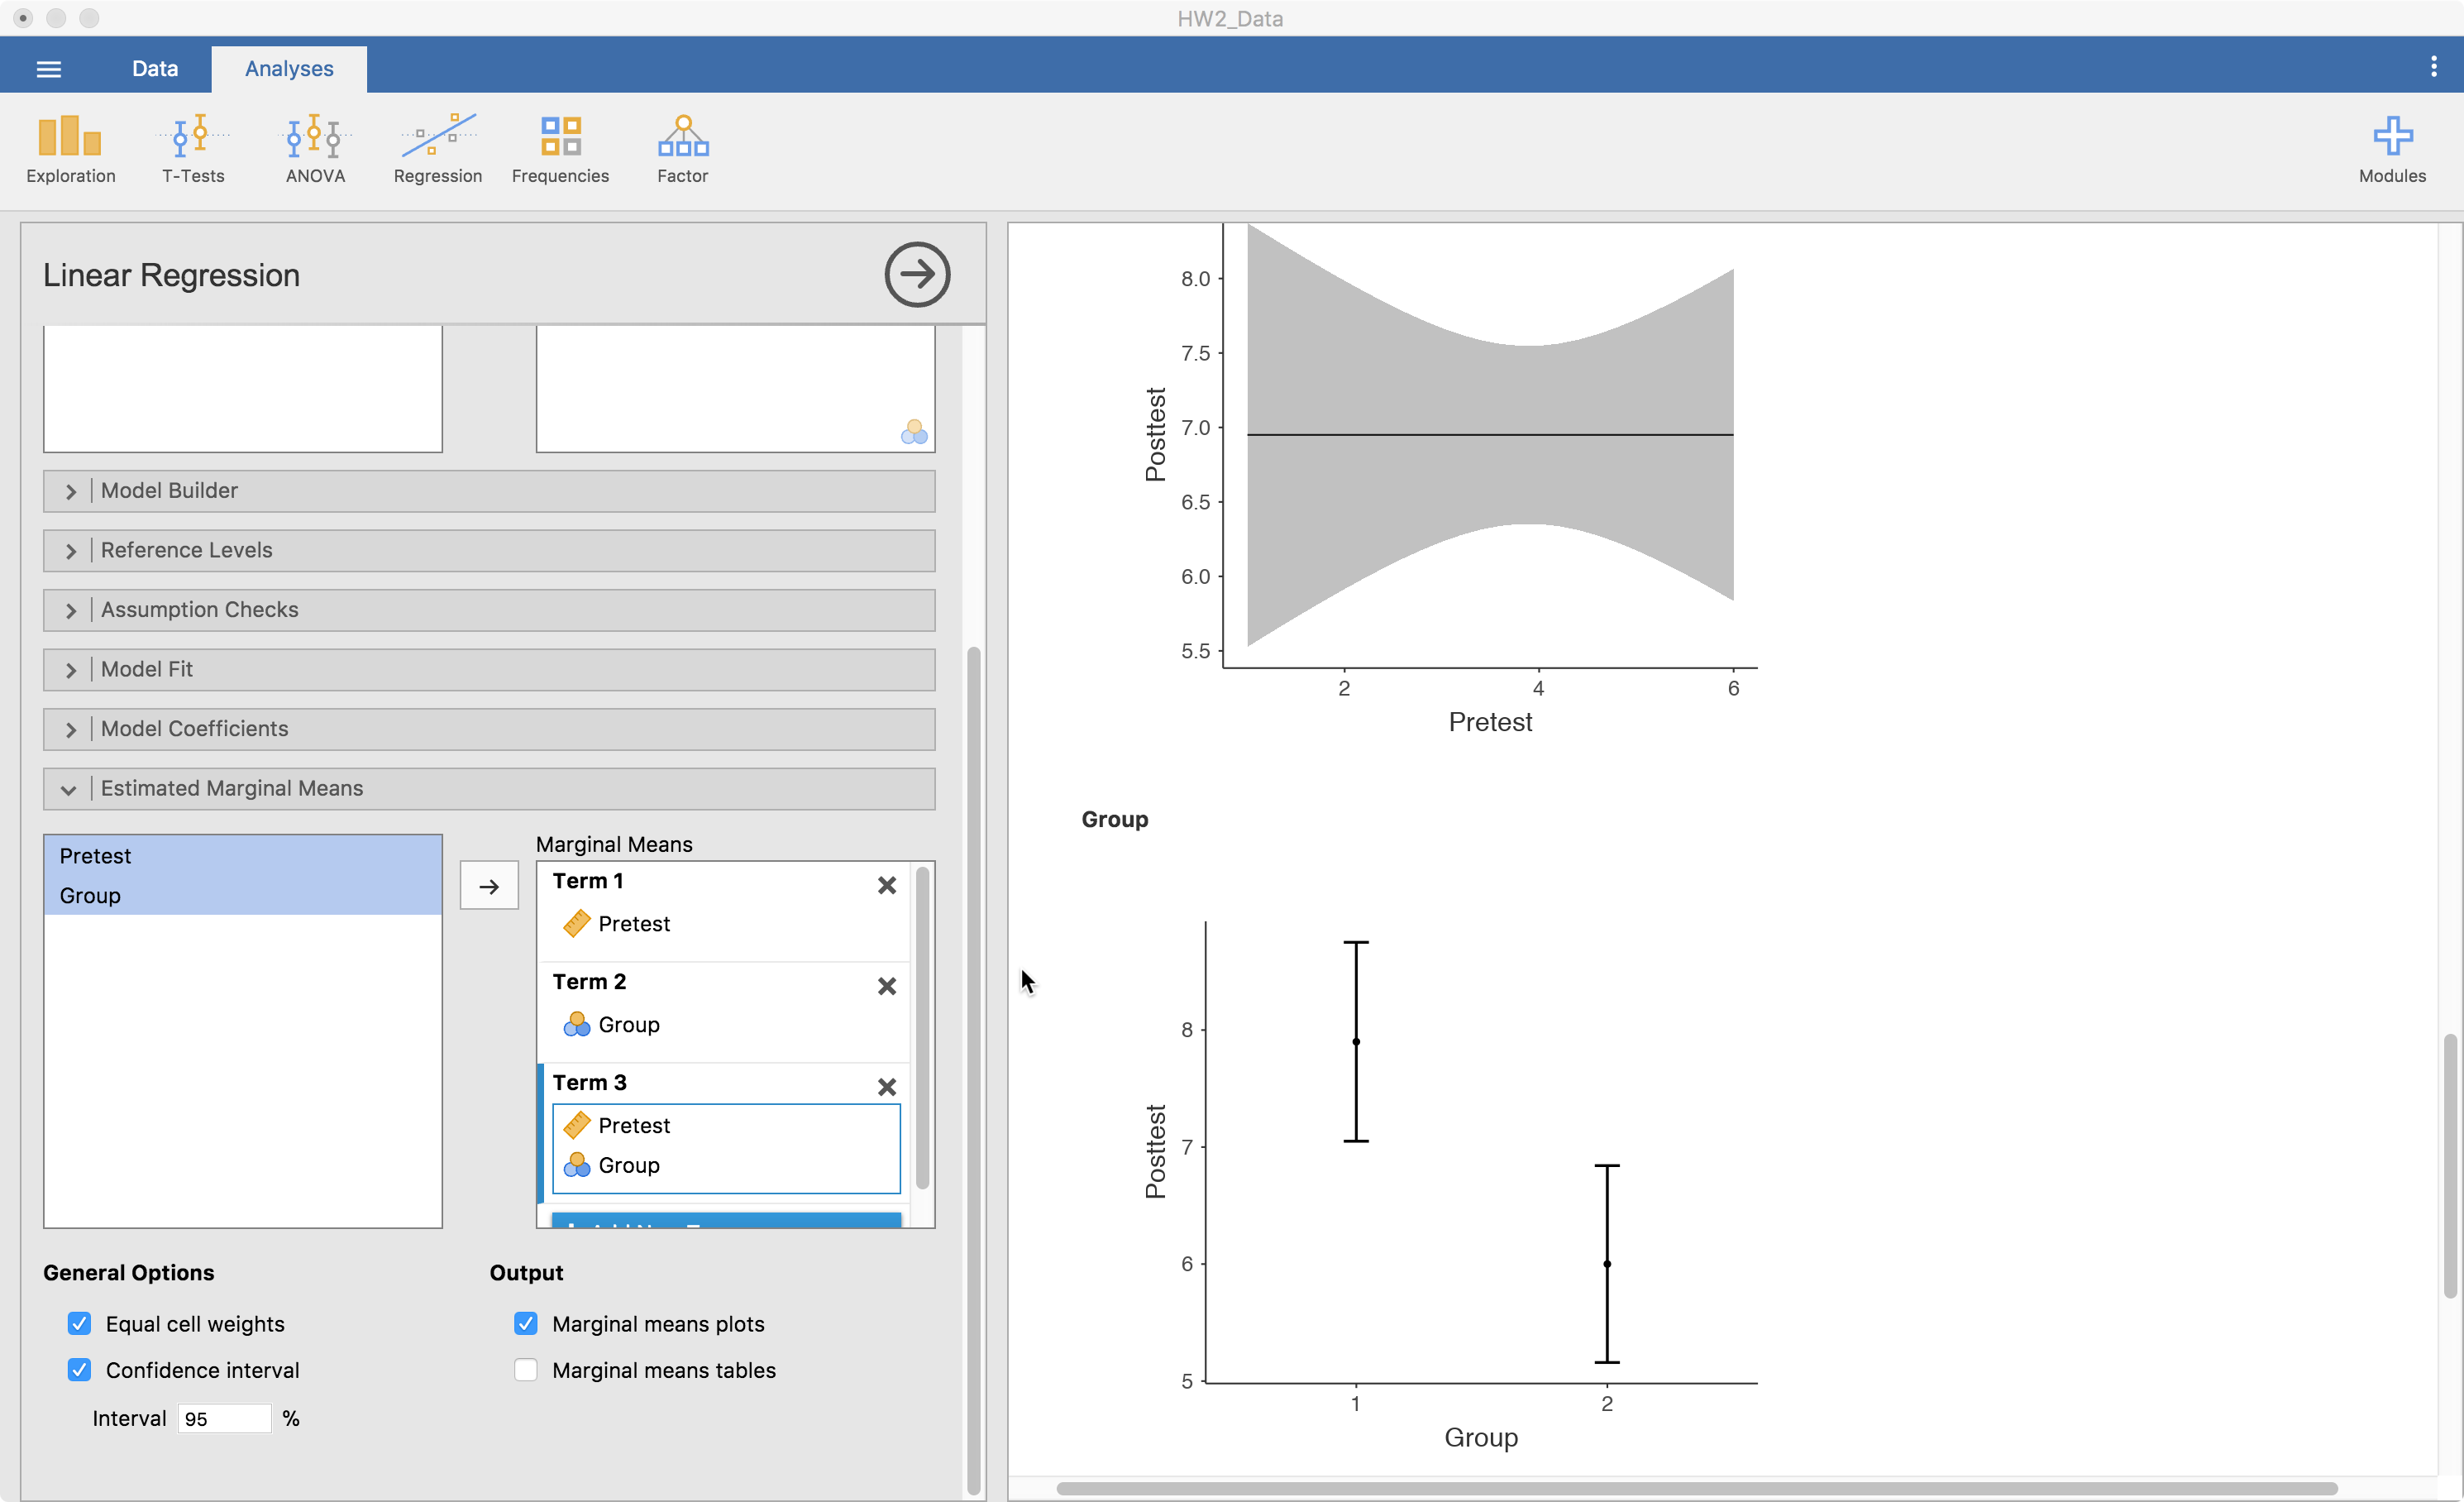 HW2_Data
Data
Analyses
Exploration
T-Tests
ANOVA
Regression
Frequencies
Factor
Modules
Linear Regression
Model Builder
Reference Levels
Assumption Checks
Model Fit
Model Coefficients
Estimated Marginal Means
Pretest
Group
Marginal Means
Term 1
Pretest
Term 2
Group
Term 3
Pretest
Group
General Options
Equal cell weights
Confidence interval
Interval 95 %
Output
Marginal means plots
Marginal means tables
8.0
7.5
7.0
6.5
6.0
5.5
Posttest
2 4 6
Pretest
Group
8
7
6
5
Posttest
1 2
Group